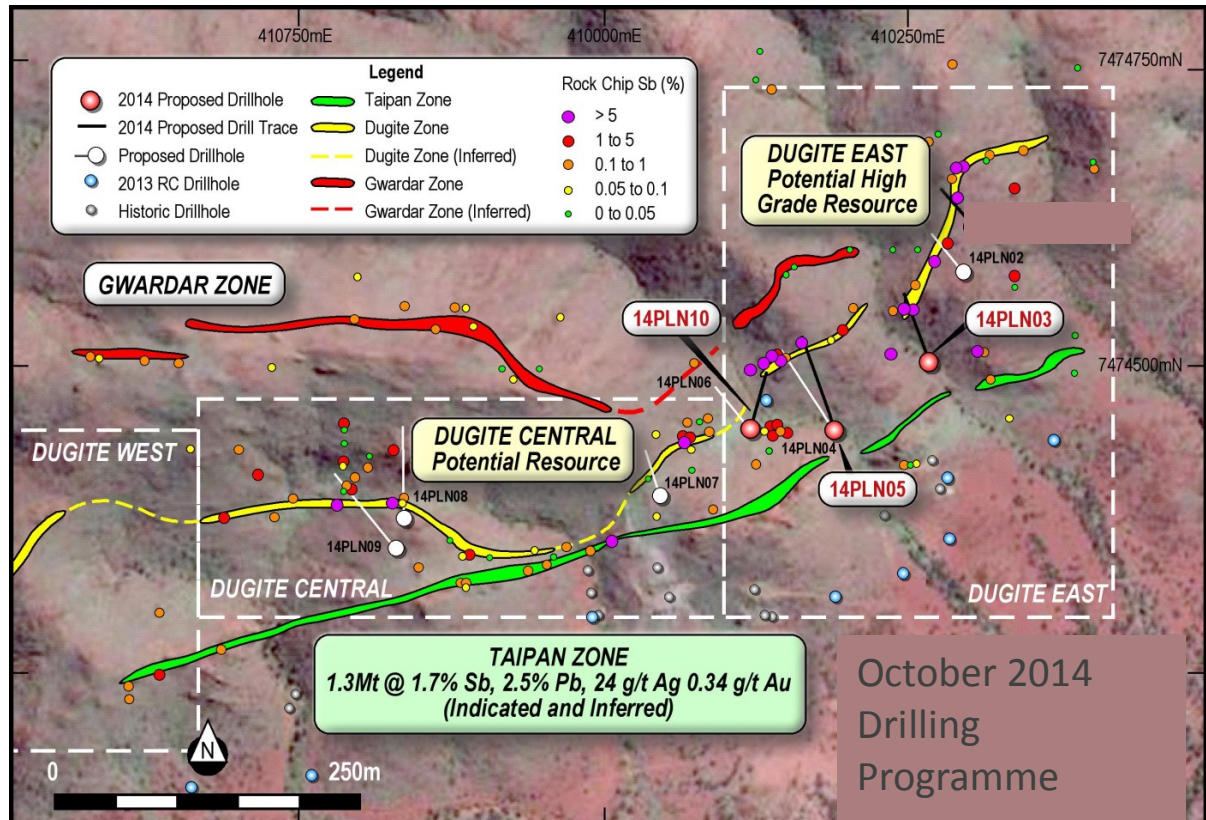 410750mE
410000mE
410250mE
7474750mN
Legend
2014 Proposed Drillhole
2014 Proposed Drill Trace
Proposed Drillhole
2013 RC Drillhole
Historic Drillhole
Taipan Zone
Dugite Zone
Dugite Zone (Inferred)
Gwardar Zone
Gwardar Zone (Inferred)
Rock Chip Sb (%)
> 5
1 to 5
0.1 to 1
0.05 to 0.1
0 to 0.05
DUGITE EAST
Potential High
Grade Resource
14PLN02
GWARDAR ZONE
14PLN10
14PLN03
7474500mN
14PLN06
DUGITE CENTRAL
Potential Resource
DUGITE WEST
14PLN04
14PLN05
14PLN07
14PLN08
14PLN09
DUGITE CENTRAL
DUGITE EAST
TAIPAN ZONE
1.3Mt @ 1.7% Sb, 2.5% Pb, 24 g/t Ag 0.34 g/t Au
(Indicated and Inferred)
October 2014
Drilling
Programme
N
0
250m